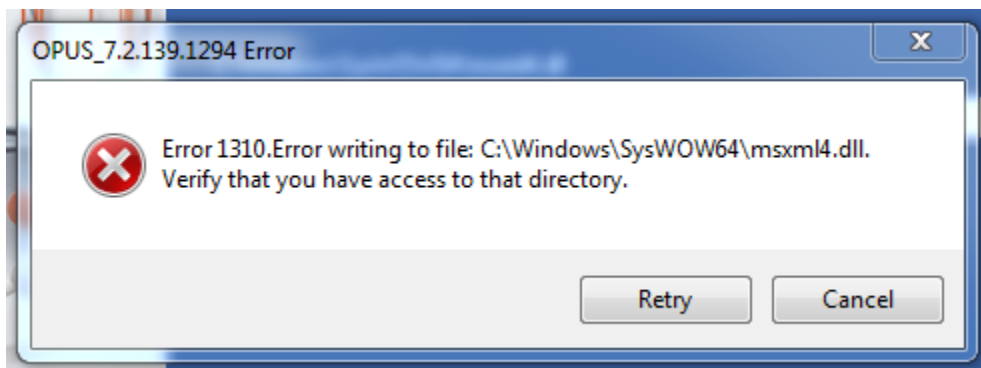 OPUS_7.2.139.1294 Error
Error 1310.Error writing to file: C:\Windows\SysWOW64\msxml4.dll.
Verify that you have access to that directory.
Retry
Cancel